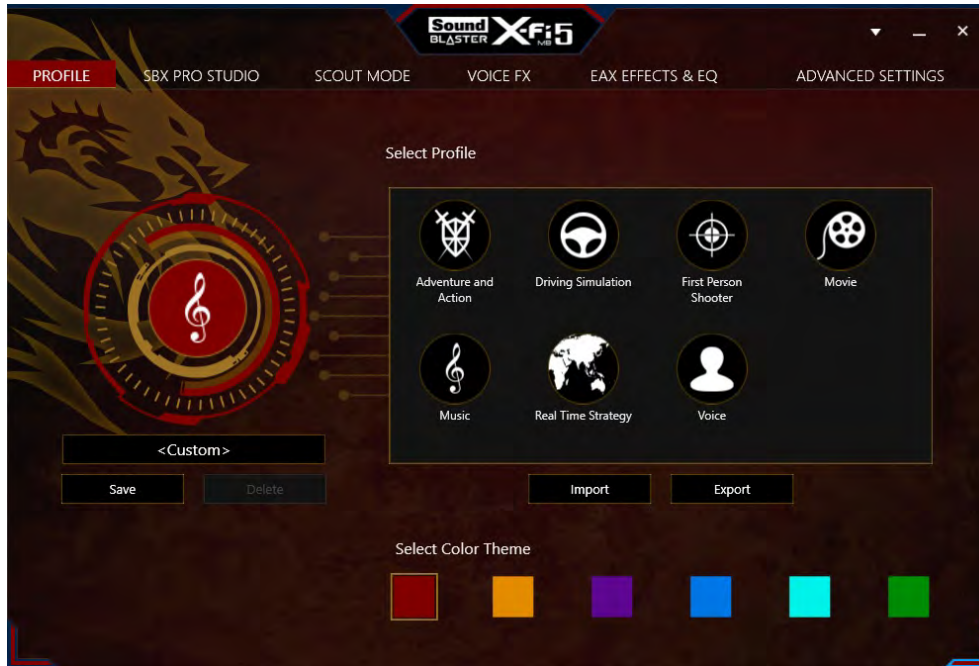 Sound
BLASTER X-Fi5
MB
PROFILE SBX PRO STUDIO SCOUT MODE VOICE FX EAX EFFECTS & EQ ADVANCED SETTINGS
Select Profile
Adventure and
Action
Driving Simulation
First Person
Shooter
Movie
Music
Real Time Strategy
Voice
<Custom>
Save Delete
Import Export
Select Color Theme